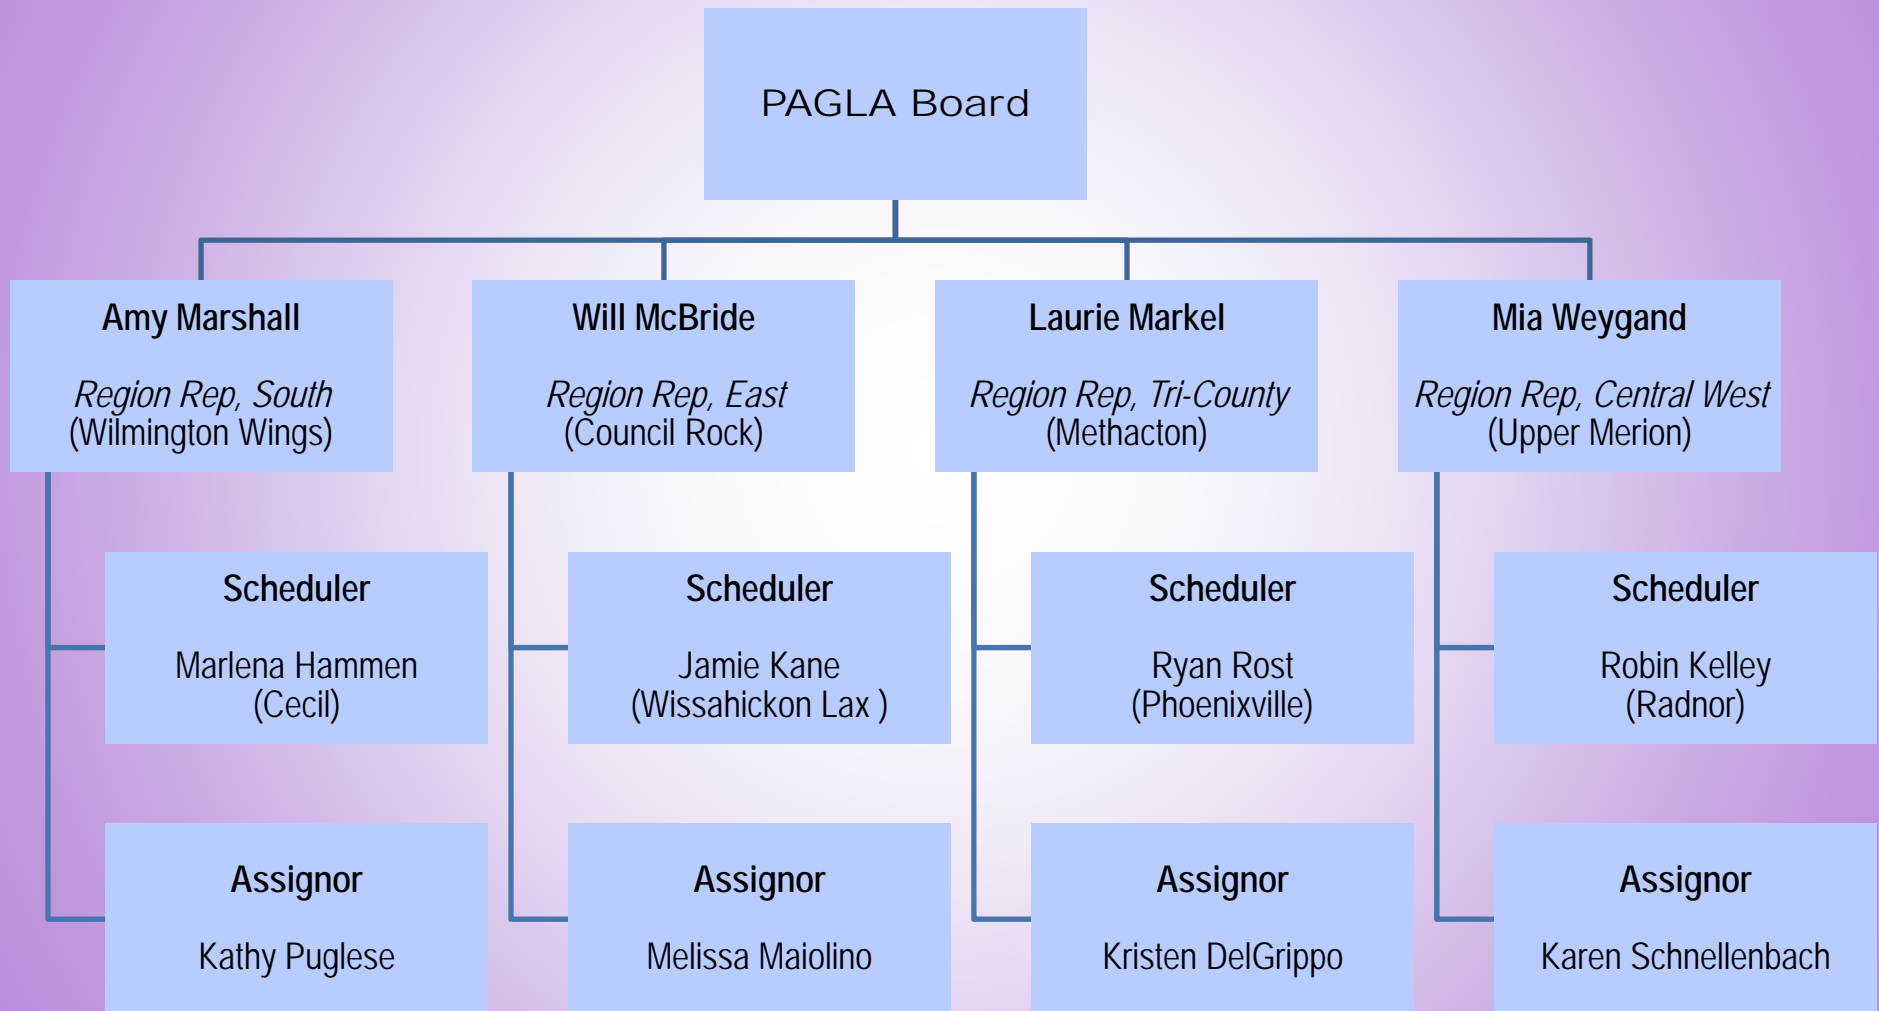 PAGLA Board
Amy Marshall
Region Rep, South
(Wilmington Wings)
Will McBride
Region Rep, East
(Council Rock)
Laurie Markel
Region Rep, Tri-County
(Methacton)
Mia Weygand
Region Rep, Central West
(Upper Merion)
Scheduler
Marlena Hammen
(Cecil)
Scheduler
Jamie Kane
(Wissahickon Lax )
Scheduler
Ryan Rost
(Phoenixville)
Scheduler
Robin Kelley
(Radnor)
Assignor
Kathy Puglese
Assignor
Melissa Maiolino
Assignor
Kristen DelGrippo
Assignor
Karen Schnellenbach